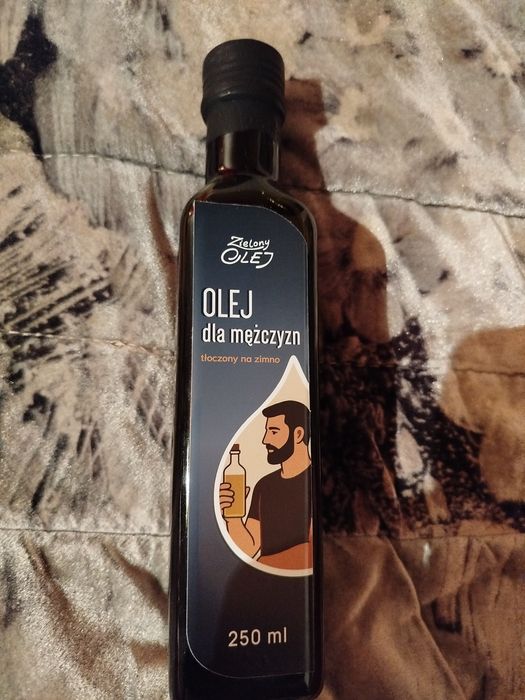 Zielony
OLEJ
OLEJ
dla mężczyzn
tłoczony na zimno
250 ml